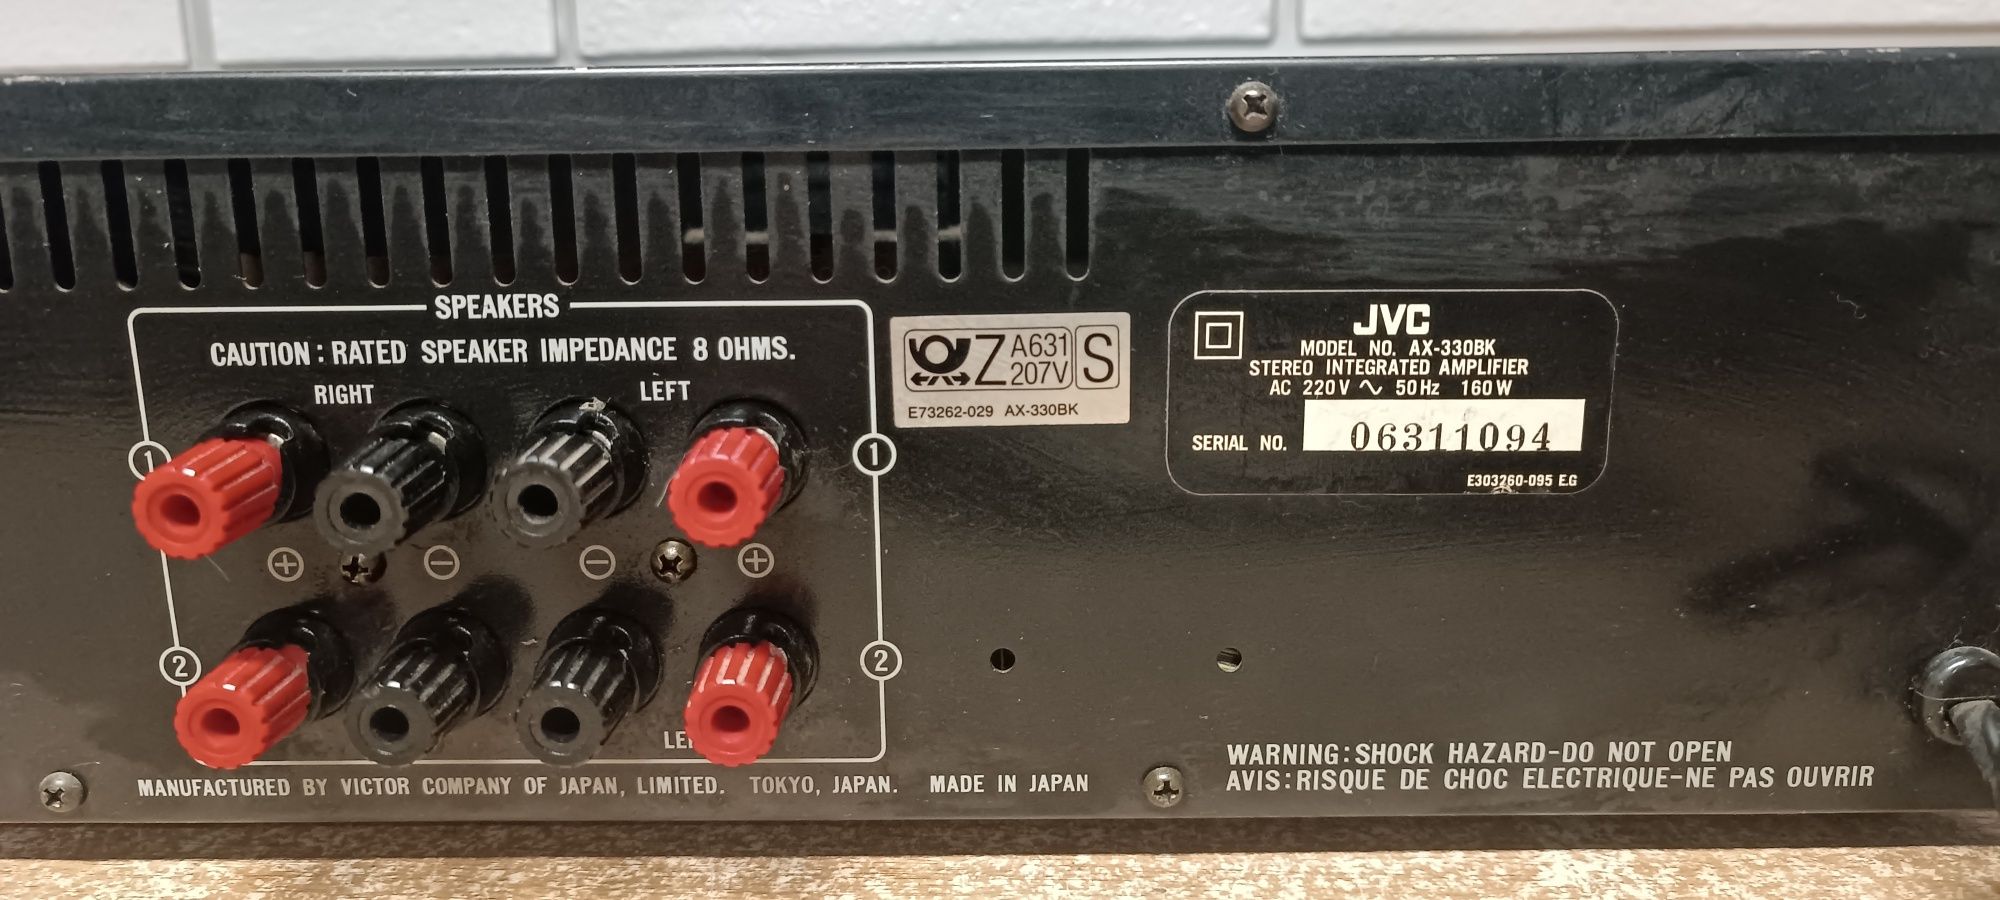 SPEAKERS
CAUTION: RATED SPEAKER IMPEDANCE 8 OHMS.
RIGHT LEFT
1 1
+ − − +
2 2
MANUFACTURED BY VICTOR COMPANY OF JAPAN, LIMITED. TOKYO, JAPAN. MADE IN JAPAN
Z A631 S
207V
E73262-029 AX-330BK
JVC
MODEL NO. AX-330BK
STEREO INTEGRATED AMPLIFIER
AC 220V ∿ 50Hz 160W
SERIAL NO. 06311094
E303260-095 E.G
WARNING: SHOCK HAZARD-DO NOT OPEN
AVIS: RISQUE DE CHOC ELECTRIQUE-NE PAS OUVRIR